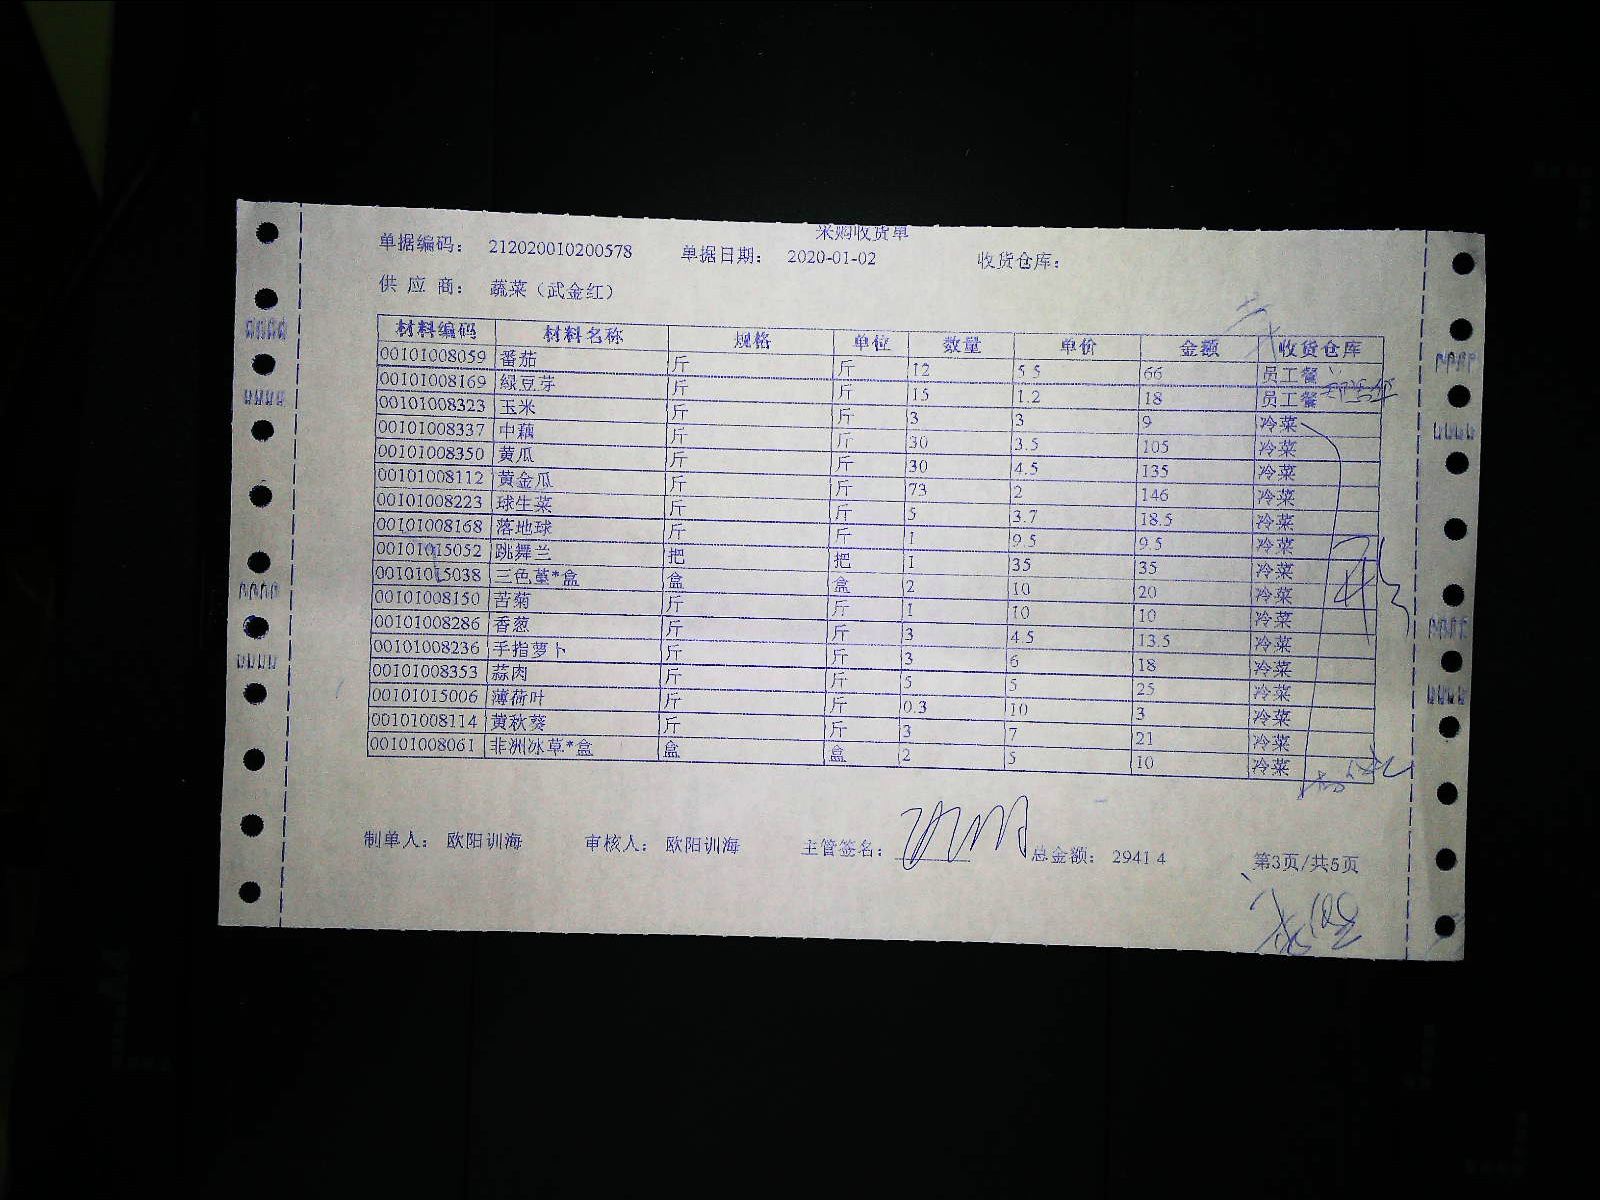 采购收货单
单据编码: 212020010200578 单据日期: 2020-01-02 收货仓库:
供应商: 蔬菜（武金红）
材料编码 材料名称 规格 单位 数量 单价 金额 收货仓库
00101008059 番茄 斤 斤 12 5.5 66 员工餐
00101008169 绿豆芽 斤 斤 15 1.2 18 员工餐
00101008323 玉米 斤 斤 3 3 9 冷菜
00101008337 中藕 斤 斤 30 3.5 105 冷菜
00101008350 黄瓜 斤 斤 30 4.5 135 冷菜
00101008112 黄金瓜 斤 斤 73 2 146 冷菜
00101008223 球生菜 斤 斤 5 3.7 18.5 冷菜
00101008168 落地球 斤 斤 1 9.5 9.5 冷菜
00101015052 跳舞兰 把 把 1 35 35 冷菜
00101015038 三色堇*盒 盒 盒 2 10 20 冷菜
00101008150 苦菊 斤 斤 1 10 10 冷菜
00101008286 香葱 斤 斤 3 4.5 13.5 冷菜
00101008236 手指萝卜 斤 斤 3 6 18 冷菜
00101008353 蒜肉 斤 斤 5 5 25 冷菜
00101015006 薄荷叶 斤 斤 0.3 10 3 冷菜
00101008114 黄秋葵 斤 斤 3 7 21 冷菜
00101008061 非洲冰草*盒 盒 盒 2 5 10 冷菜
制单人: 欧阳训海 审核人: 欧阳训海 主管签名: 总金额: 2941.4 第3页/共5页